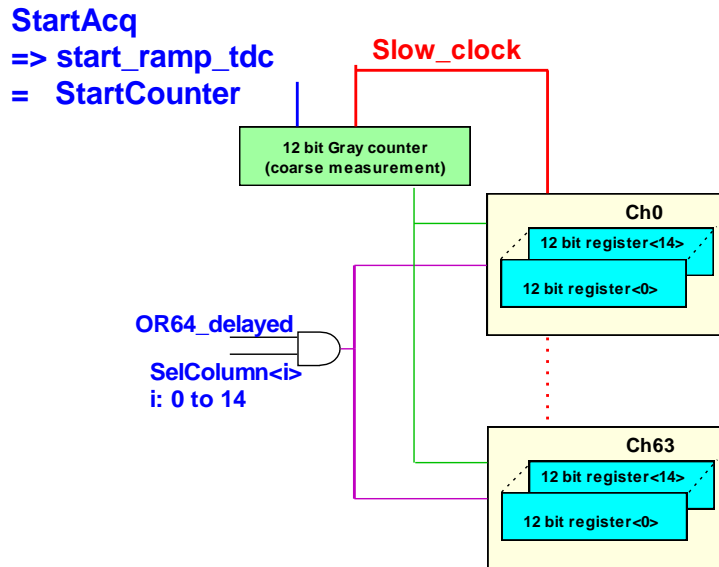 StartAcq
=> start_ramp_tdc
= StartCounter
Slow_clock
12 bit Gray counter
(coarse measurement)
Ch0
12 bit register<14>
12 bit register<0>
OR64_delayed
SelColumn<i>
i: 0 to 14
Ch63
12 bit register<14>
12 bit register<0>